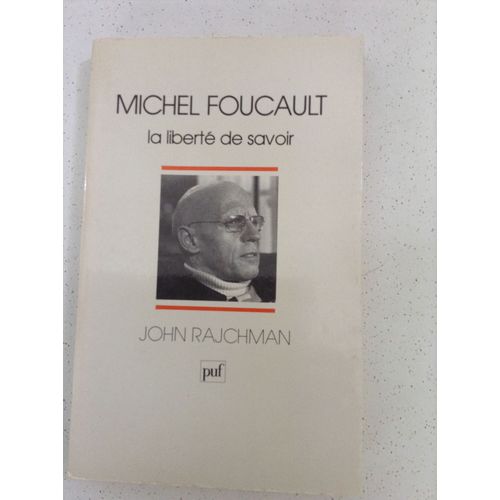 MICHEL FOUCAULT
la liberté de savoir
JOHN RAJCHMAN
puf